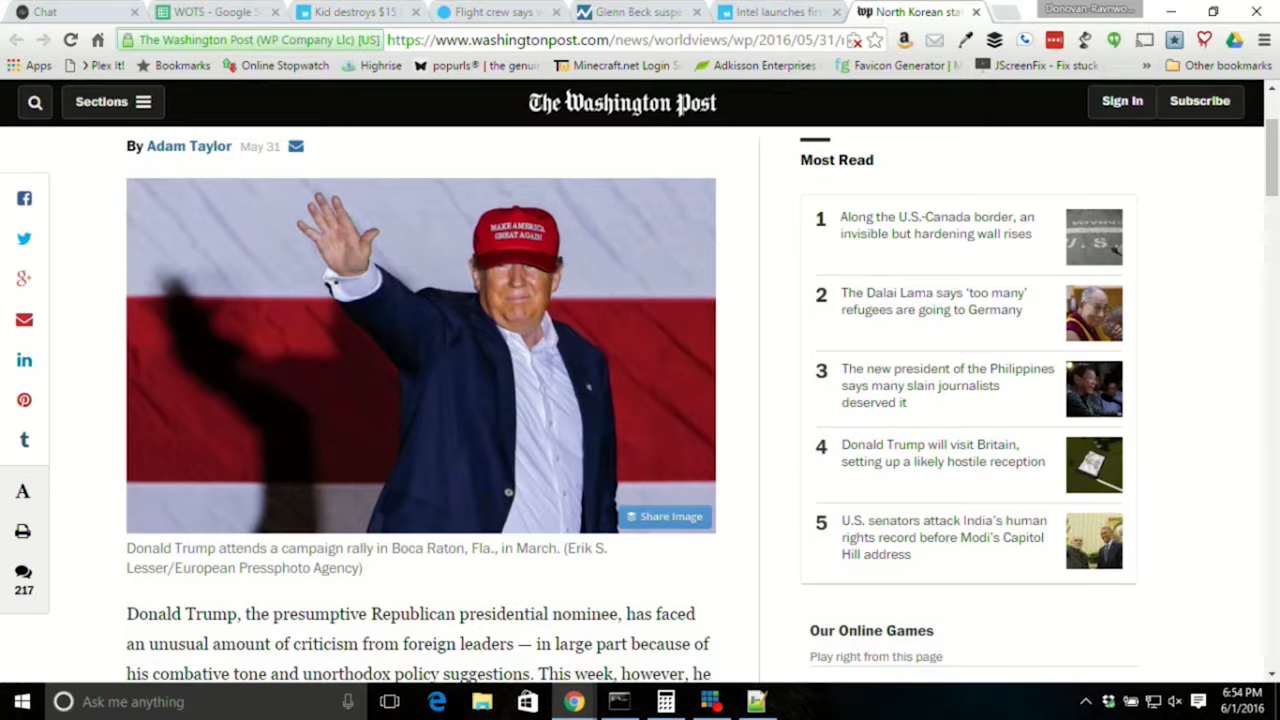 Chat
WOTS - Google S
Kid destroys $15.
Flight crew says
Glenn Beck suspe
Intel launches firs
wp North Korean sta
Donovan-Ravnwo...
The Washington Post (WP Company Llc) [US]
https://www.washingtonpost.com/news/worldviews/wp/2016/05/31/
Apps
> Plex It!
Bookmarks
Online Stopwatch
Highrise
popurls® | the genui
Minecraft.net Login S
Adkisson Enterprises
Favicon Generator |
JScreenFix - Fix stuck
»
Other bookmarks
Sections
The Washington Post
Sign In
Subscribe
By Adam Taylor May 31
MAKE AMERICA
GREAT AGAIN
Share Image
Donald Trump attends a campaign rally in Boca Raton, Fla., in March. (Erik S.
Lesser/European Pressphoto Agency)
Donald Trump, the presumptive Republican presidential nominee, has faced
an unusual amount of criticism from foreign leaders — in large part because of
his combative tone and unorthodox policy suggestions. This week, however, he
A
217
Most Read
1 Along the U.S.-Canada border, an
invisible but hardening wall rises
U.S.
2 The Dalai Lama says ‘too many’
refugees are going to Germany
3 The new president of the Philippines
says many slain journalists
deserved it
4 Donald Trump will visit Britain,
setting up a likely hostile reception
5 U.S. senators attack India’s human
rights record before Modi’s Capitol
Hill address
Our Online Games
Play right from this page
Ask me anything
6:54 PM
6/1/2016